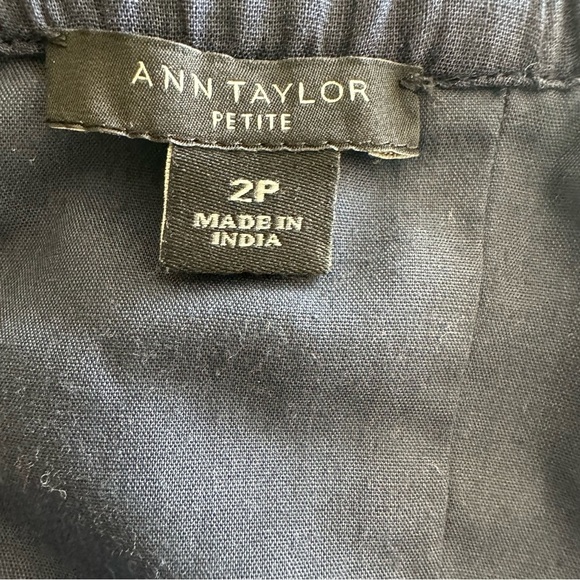 ANN TAYLOR
PETITE
2P
MADE IN
INDIA